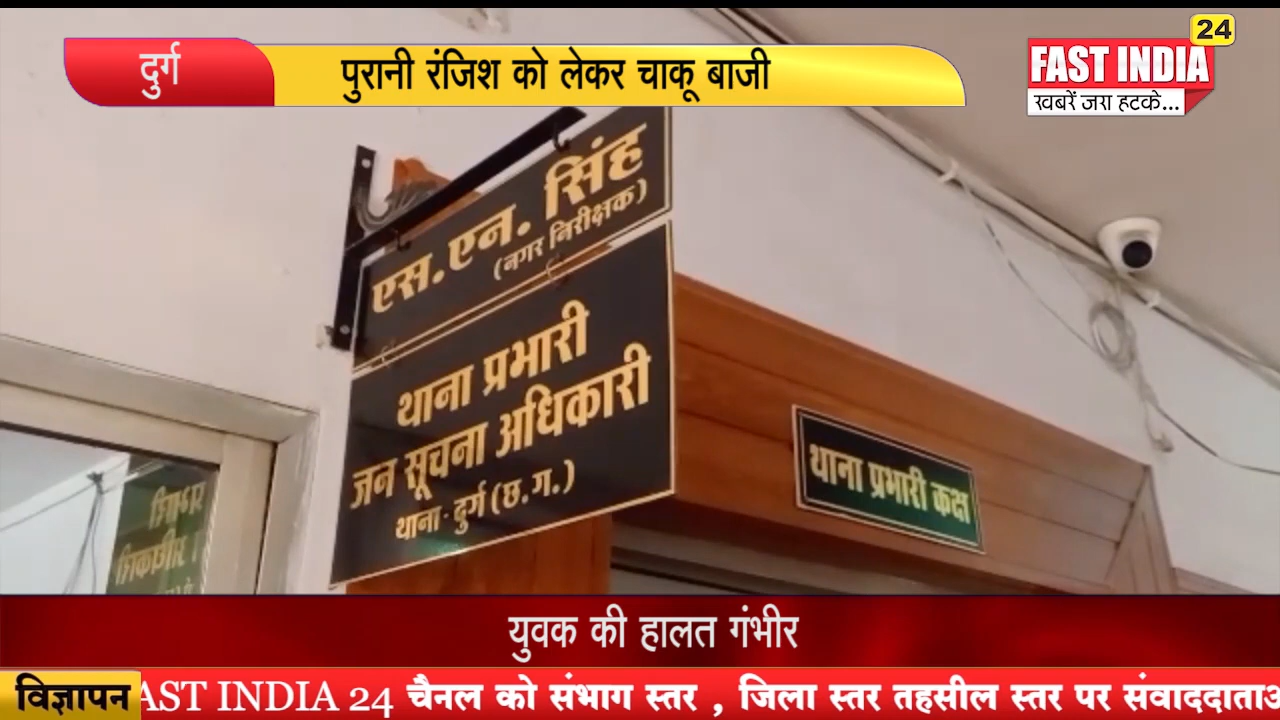 24
दुर्ग
पुरानी रंजिश को लेकर चाकू बाजी
FAST INDIA
खबरें जरा हटके...
एस.एन. सिंह
(नगर निरीक्षक)
थाना प्रभारी
जन सूचना अधिकारी
थाना- दुर्ग (छ.ग.)
थाना प्रभारी कक्ष
युवक की हालत गंभीर
विज्ञापन
AST INDIA 24 चैनल को संभाग स्तर , जिला स्तर तहसील स्तर पर